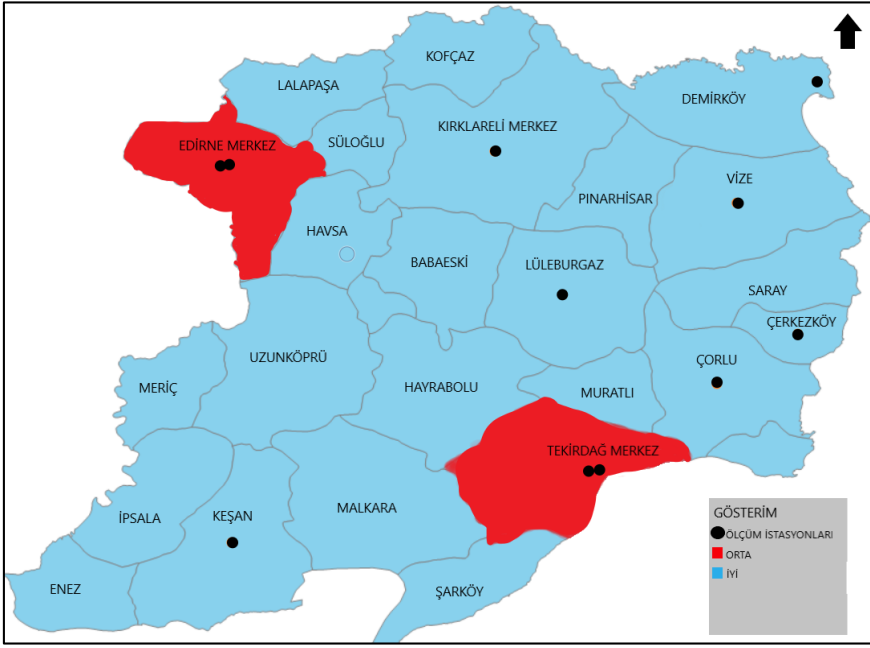 KOFÇAZ
LALAPAŞA
DEMİRKÖY
KIRKLARELİ MERKEZ
EDİRNE MERKEZ
SÜLOĞLU
VİZE
PINARHİSAR
HAVSA
BABAESKİ
LÜLEBURGAZ
SARAY
ÇERKEZKÖY
UZUNKÖPRÜ
ÇORLU
MERİÇ
HAYRABOLU
MURATLI
TEKİRDAĞ MERKEZ
MALKARA
İPSALA
KEŞAN
ENEZ
ŞARKÖY
GÖSTERİM
ÖLÇÜM İSTASYONLARI
ORTA
İYİ